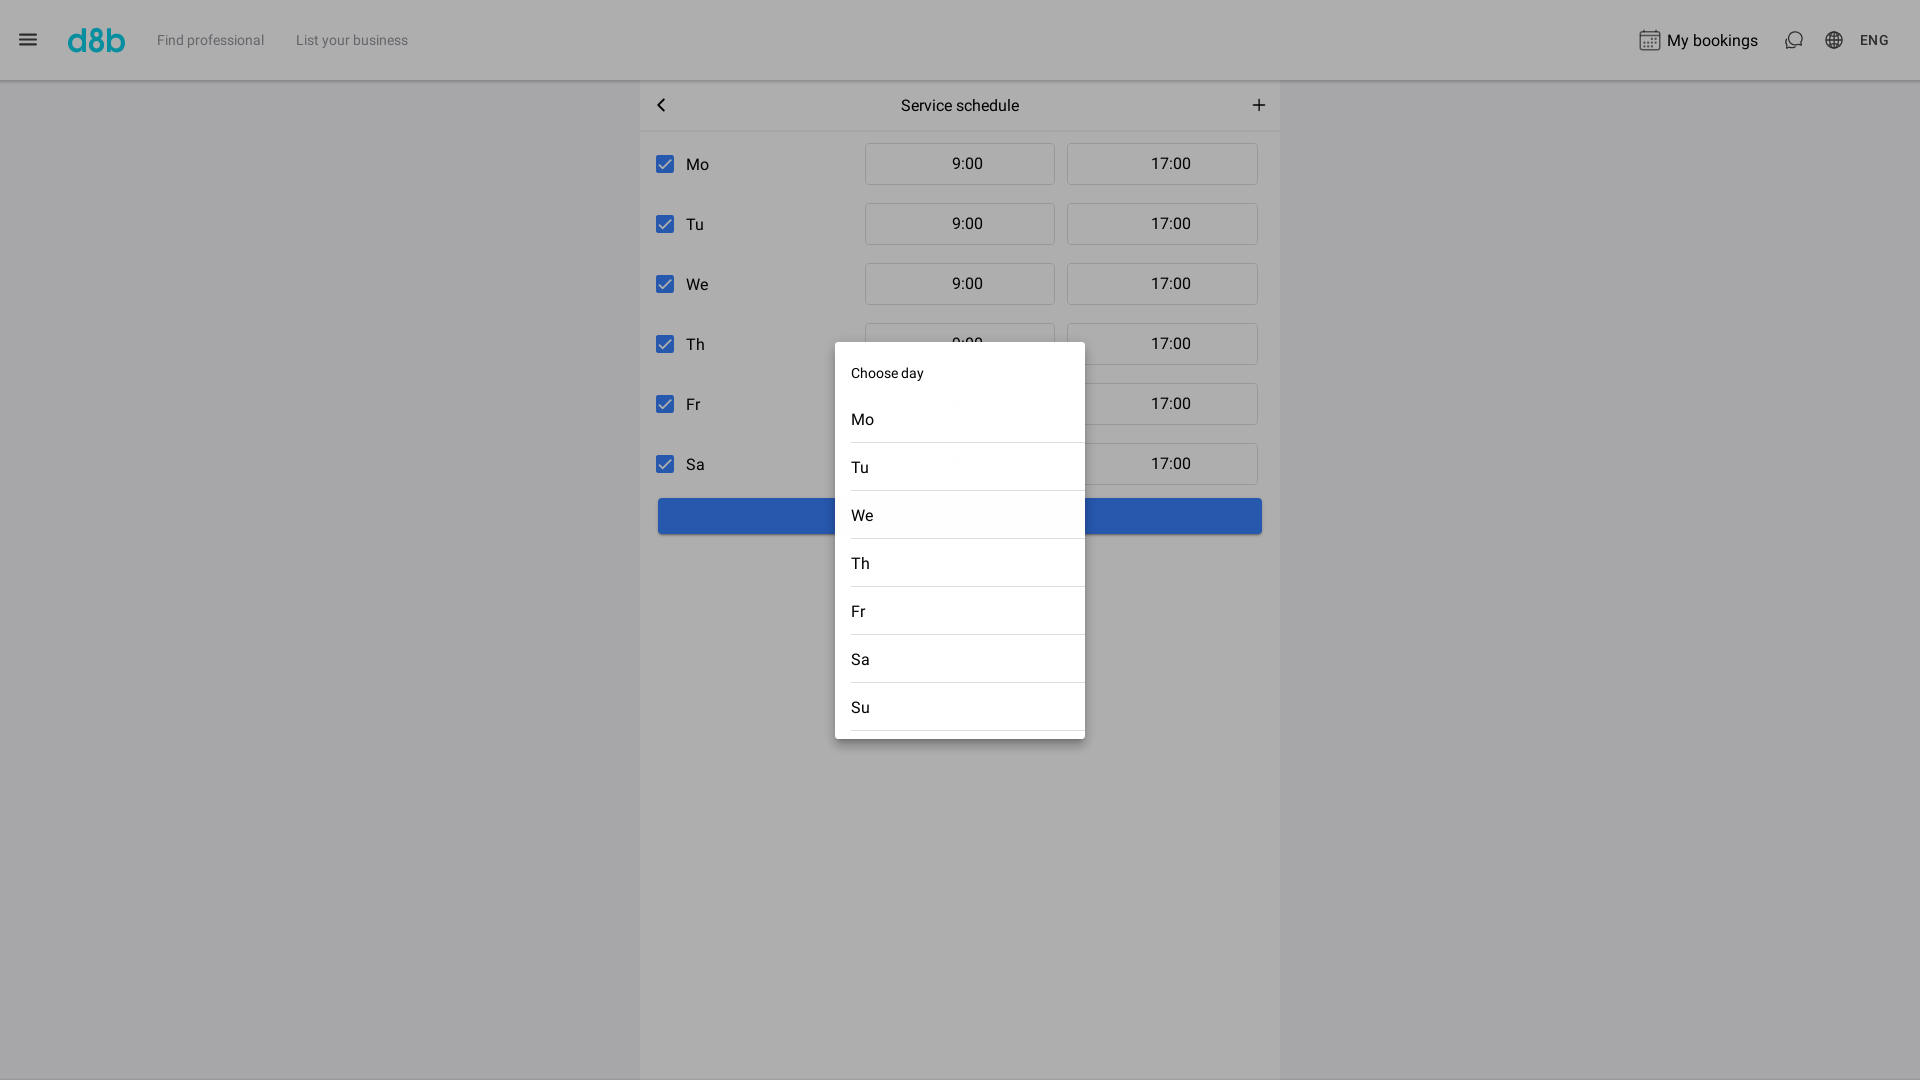 d8b Find professional List your business My bookings ENG
Service schedule
Mo 9:00 17:00
Tu 9:00 17:00
We 9:00 17:00
Th 17:00
Fr 17:00
Sa 17:00
Choose day
Mo
Tu
We
Th
Fr
Sa
Su